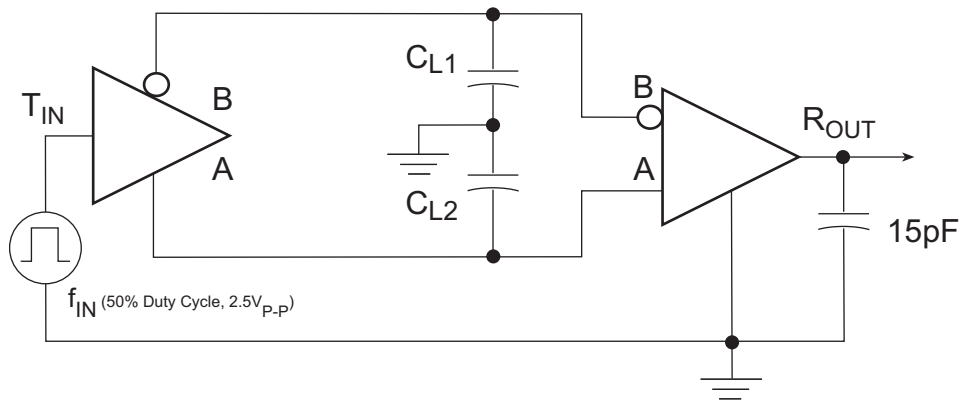 C_L1
B
T_IN
B
R_OUT
A
A
C_L2
15pF
f_IN (50% Duty Cycle, 2.5V_P-P)